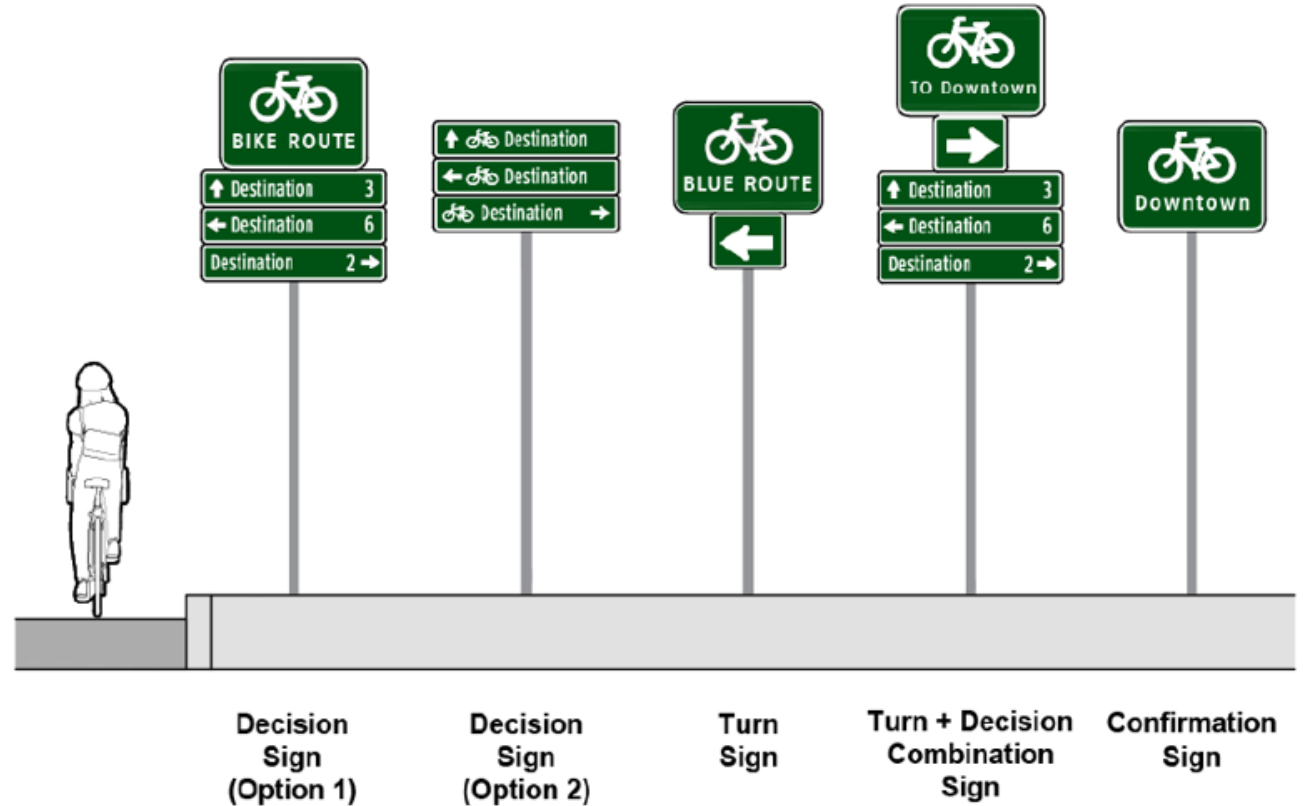 BIKE ROUTE
↑ Destination 3
← Destination 6
Destination 2 →
↑ Destination
← Destination
Destination →
BLUE ROUTE
←
TO Downtown
→
↑ Destination 3
← Destination 6
Destination 2 →
Downtown
Decision
Sign
(Option 1)
Decision
Sign
(Option 2)
Turn
Sign
Turn + Decision
Combination
Sign
Confirmation
Sign